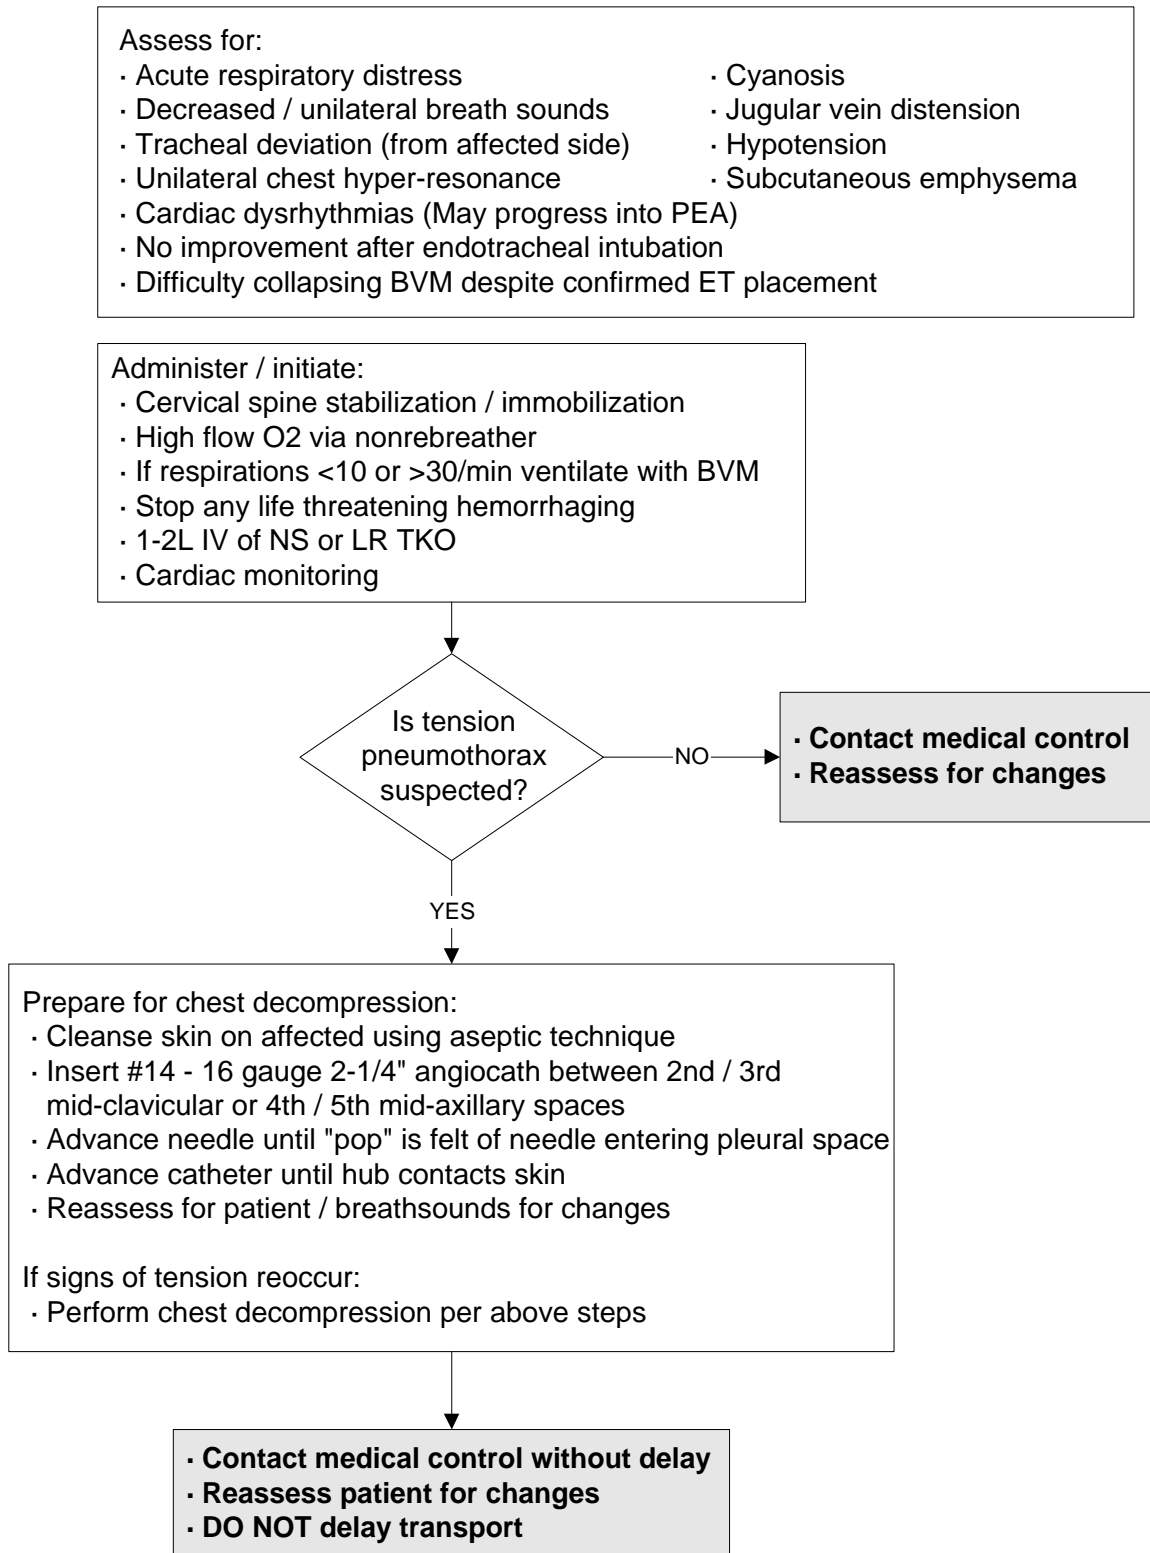 Assess for:
· Acute respiratory distress
· Decreased / unilateral breath sounds
· Tracheal deviation (from affected side)
· Unilateral chest hyper-resonance
· Cardiac dysrhythmias (May progress into PEA)
· No improvement after endotracheal intubation
· Difficulty collapsing BVM despite confirmed ET placement
· Cyanosis
· Jugular vein distension
· Hypotension
· Subcutaneous emphysema
Administer / initiate:
· Cervical spine stabilization / immobilization
· High flow O2 via nonrebreather
· If respirations <10 or >30/min ventilate with BVM
· Stop any life threatening hemorrhaging
· 1-2L IV of NS or LR TKO
· Cardiac monitoring
Is tension
pneumothorax
suspected?
NO
· Contact medical control
· Reassess for changes
YES
Prepare for chest decompression:
· Cleanse skin on affected using aseptic technique
· Insert #14 - 16 gauge 2-1/4" angiocath between 2nd / 3rd
mid-clavicular or 4th / 5th mid-axillary spaces
· Advance needle until "pop" is felt of needle entering pleural space
· Advance catheter until hub contacts skin
· Reassess for patient / breathsounds for changes
If signs of tension reoccur:
· Perform chest decompression per above steps
· Contact medical control without delay
· Reassess patient for changes
· DO NOT delay transport